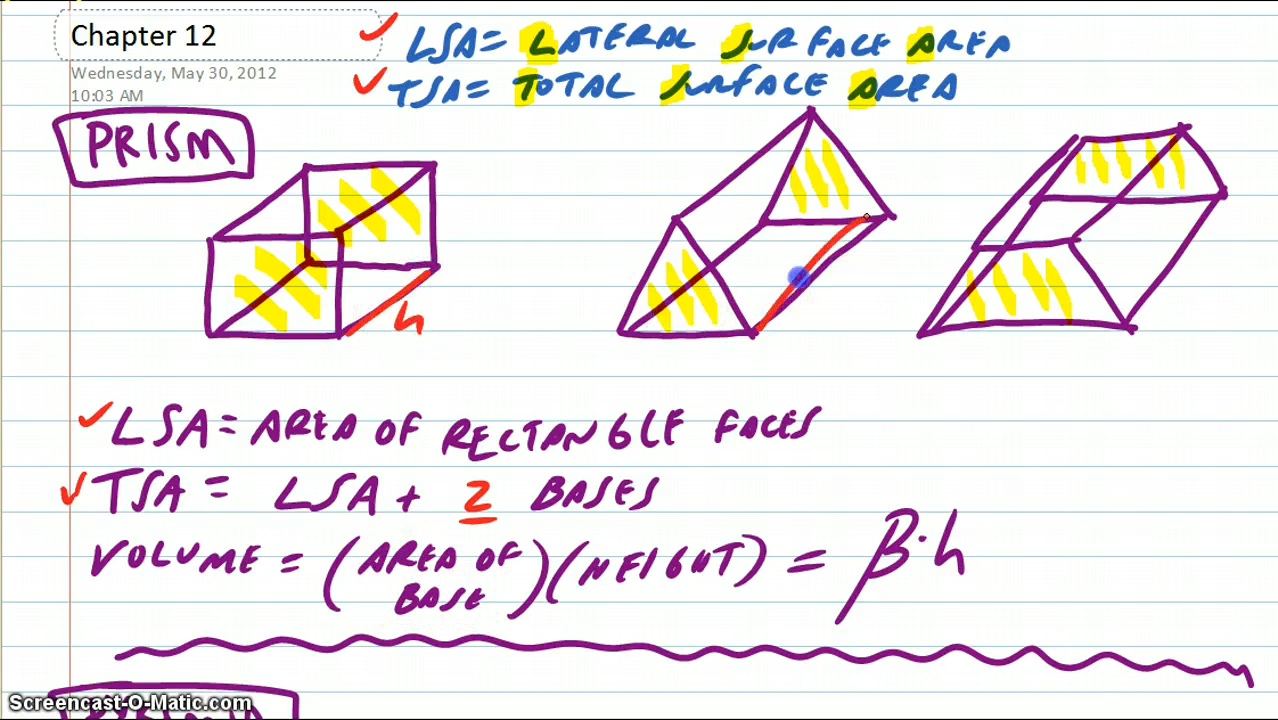 Chapter 12
Wednesday, May 30, 2012
10:03 AM
✓ LSA = LATERAL SURFACE AREA
✓ TSA = TOTAL SURFACE AREA
PRISM
h
✓ LSA = AREA OF RECTANGLE FACES
✓ TSA = LSA + 2 BASES
VOLUME = (AREA OF BASE)(HEIGHT) = B·h
Screencast-O-Matic.com